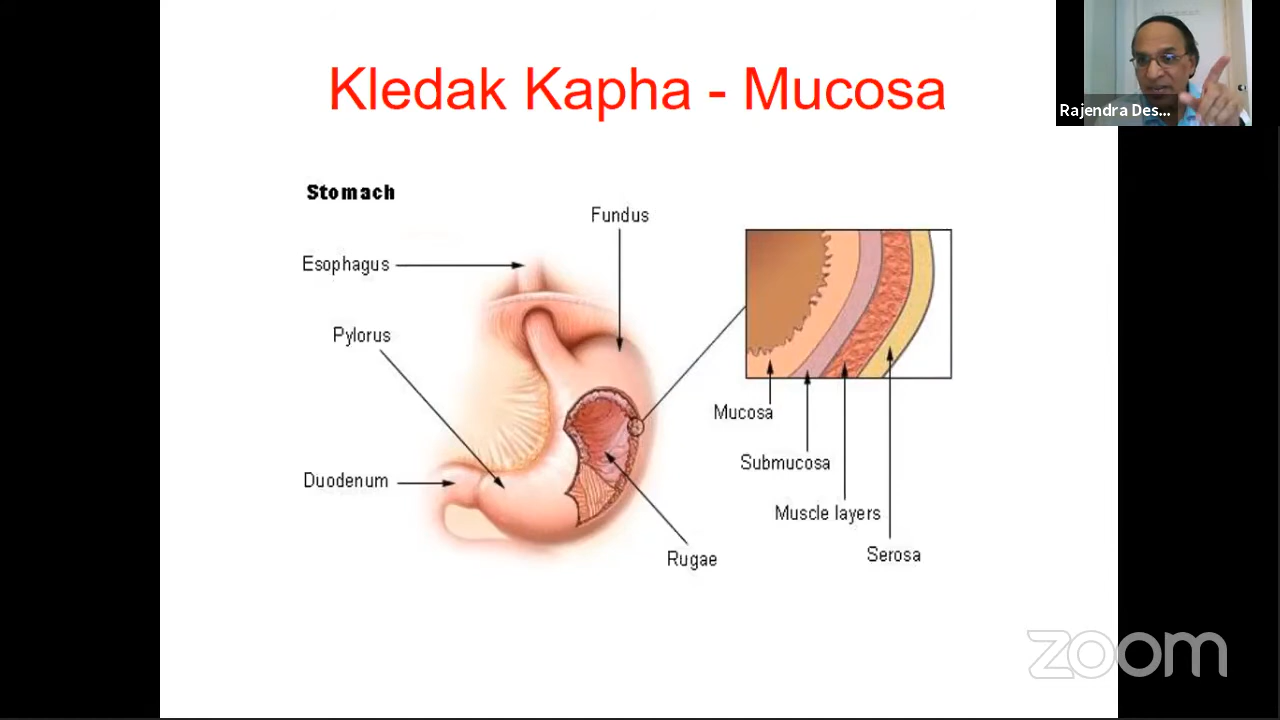 Kledak Kapha - Mucosa
Rajendra Des...
Stomach
Fundus
Esophagus
Pylorus
Duodenum
Rugae
Mucosa
Submucosa
Muscle layers
Serosa
zoom